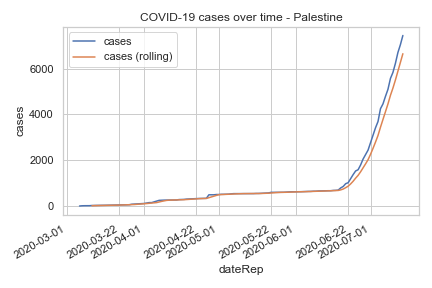 COVID-19 cases over time - Palestine
cases
cases (rolling)
cases
6000
4000
2000
0
2020-03-01
2020-03-22
2020-04-01
2020-04-22
2020-05-01
2020-05-22
2020-06-01
2020-06-22
2020-07-01
dateRep